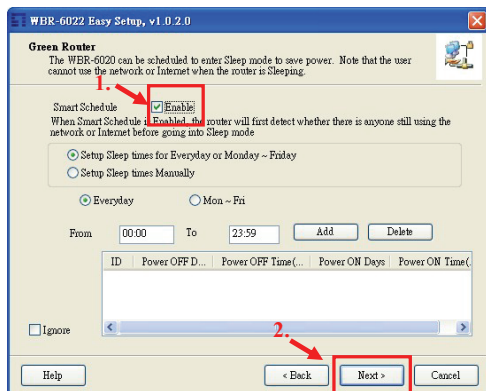 WBR-6022 Easy Setup, v1.0.2.0
Green Router
The WBR-6020 can be scheduled to enter Sleep mode to save power. Note that the user
cannot use the network or Internet when the router is Sleeping.
1.
Smart Schedule Enable
When Smart Schedule is Enabled, the router will first detect whether there is anyone still using the
network or Internet before going into Sleep mode
Setup Sleep times for Everyday or Monday ~ Friday
Setup Sleep times Manually
Everyday Mon ~ Fri
From 00:00 To 23:59 Add Delete
ID Power OFF D... Power OFF Time(... Power ON Days Power ON Time(.
Ignore
2.
Help < Back Next > Cancel